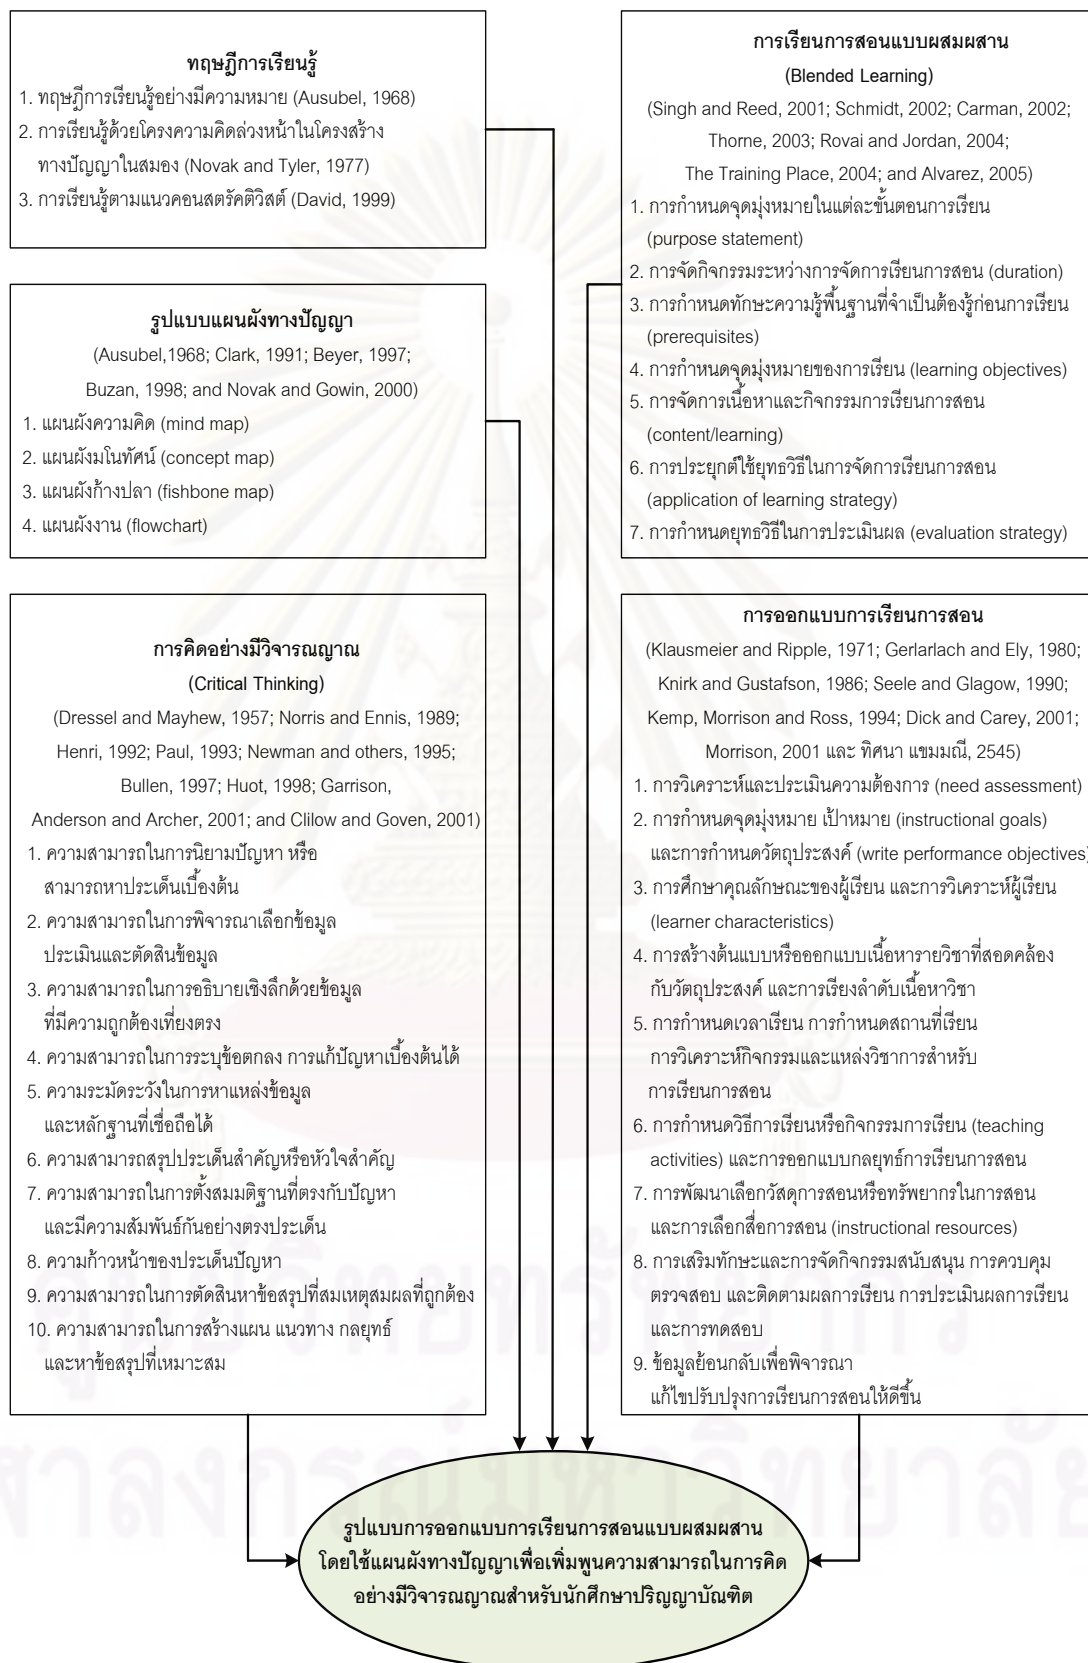 ทฤษฎีการเรียนรู้
1. ทฤษฎีการเรียนรู้อย่างมีความหมาย (Ausubel, 1968)
2. การเรียนรู้ด้วยโครงความคิดล่วงหน้าในโครงสร้าง
ทางปัญญาในสมอง (Novak and Tyler, 1977)
3. การเรียนรู้ตามแนวคอนสตรัคติวิสต์ (David, 1999)
รูปแบบแผนผังทางปัญญา
(Ausubel,1968; Clark, 1991; Beyer, 1997;
Buzan, 1998; and Novak and Gowin, 2000)
1. แผนผังความคิด (mind map)
2. แผนผังมโนทัศน์ (concept map)
3. แผนผังก้างปลา (fishbone map)
4. แผนผังงาน (flowchart)
การคิดอย่างมีวิจารณญาณ
(Critical Thinking)
(Dressel and Mayhew, 1957; Norris and Ennis, 1989;
Henri, 1992; Paul, 1993; Newman and others, 1995;
Bullen, 1997; Huot, 1998; Garrison,
Anderson and Archer, 2001; and Clilow and Goven, 2001)
1. ความสามารถในการนิยามปัญหา หรือ
สามารถหาประเด็นเบื้องต้น
2. ความสามารถในการพิจารณาเลือกข้อมูล
ประเมินและตัดสินข้อมูล
3. ความสามารถในการอธิบายเชิงลึกด้วยข้อมูล
ที่มีความถูกต้องเที่ยงตรง
4. ความสามารถในการระบุข้อตกลง การแก้ปัญหาเบื้องต้นได้
5. ความระมัดระวังในการหาแหล่งข้อมูล
และหลักฐานที่เชื่อถือได้
6. ความสามารถสรุปประเด็นสำคัญหรือหัวใจสำคัญ
7. ความสามารถในการตั้งสมมติฐานที่ตรงกับปัญหา
และมีความสัมพันธ์กันอย่างตรงประเด็น
8. ความก้าวหน้าของประเด็นปัญหา
9. ความสามารถในการตัดสินหาข้อสรุปที่สมเหตุสมผลที่ถูกต้อง
10. ความสามารถในการสร้างแผน แนวทาง กลยุทธ์
และหาข้อสรุปที่เหมาะสม
การเรียนการสอนแบบผสมผสาน
(Blended Learning)
(Singh and Reed, 2001; Schmidt, 2002; Carman, 2002;
Thorne, 2003; Rovai and Jordan, 2004;
The Training Place, 2004; and Alvarez, 2005)
1. การกำหนดจุดมุ่งหมายในแต่ละขั้นตอนการเรียน
(purpose statement)
2. การจัดกิจกรรมระหว่างการจัดการเรียนการสอน (duration)
3. การกำหนดทักษะความรู้พื้นฐานที่จำเป็นต้องรู้ก่อนการเรียน
(prerequisites)
4. การกำหนดจุดมุ่งหมายของการเรียน (learning objectives)
5. การจัดการเนื้อหาและกิจกรรมการเรียนการสอน
(content/learning)
6. การประยุกต์ใช้ยุทธวิธีในการจัดการเรียนการสอน
(application of learning strategy)
7. การกำหนดยุทธวิธีในการประเมินผล (evaluation strategy)
การออกแบบการเรียนการสอน
(Klausmeier and Ripple, 1971; Gerlarlach and Ely, 1980;
Knirk and Gustafson, 1986; Seele and Glagow, 1990;
Kemp, Morrison and Ross, 1994; Dick and Carey, 2001;
Morrison, 2001 และ ทิศนา แขมมณี, 2545)
1. การวิเคราะห์และประเมินความต้องการ (need assessment)
2. การกำหนดจุดมุ่งหมาย เป้าหมาย (instructional goals)
และการกำหนดวัตถุประสงค์ (write performance objectives)
3. การศึกษาคุณลักษณะของผู้เรียน และการวิเคราะห์ผู้เรียน
(learner characteristics)
4. การสร้างต้นแบบหรือออกแบบเนื้อหารายวิชาที่สอดคล้อง
กับวัตถุประสงค์ และการเรียงลำดับเนื้อหาวิชา
5. การกำหนดเวลาเรียน การกำหนดสถานที่เรียน
การวิเคราะห์กิจกรรมและแหล่งวิชาการสำหรับ
การเรียนการสอน
6. การกำหนดวิธีการเรียนหรือกิจกรรมการเรียน (teaching
activities) และการออกแบบกลยุทธ์การเรียนการสอน
7. การพัฒนาเลือกวัสดุการสอนหรือทรัพยากรในการสอน
และการเลือกสื่อการสอน (instructional resources)
8. การเสริมทักษะและการจัดกิจกรรมสนับสนุน การควบคุม
ตรวจสอบ และติดตามผลการเรียน การประเมินผลการเรียน
และการทดสอบ
9. ข้อมูลย้อนกลับเพื่อพิจารณา
แก้ไขปรับปรุงการเรียนการสอนให้ดีขึ้น
ศูนย์วิทยทรัพยากร
ฬาลงกรณ์มหาวิทยาลัย
รูปแบบการออกแบบการเรียนการสอนแบบผสมผสาน
โดยใช้แผนผังทางปัญญาเพื่อเพิ่มพูนความสามารถในการคิด
อย่างมีวิจารณญาณสำหรับนักศึกษาปริญญาบัณฑิต